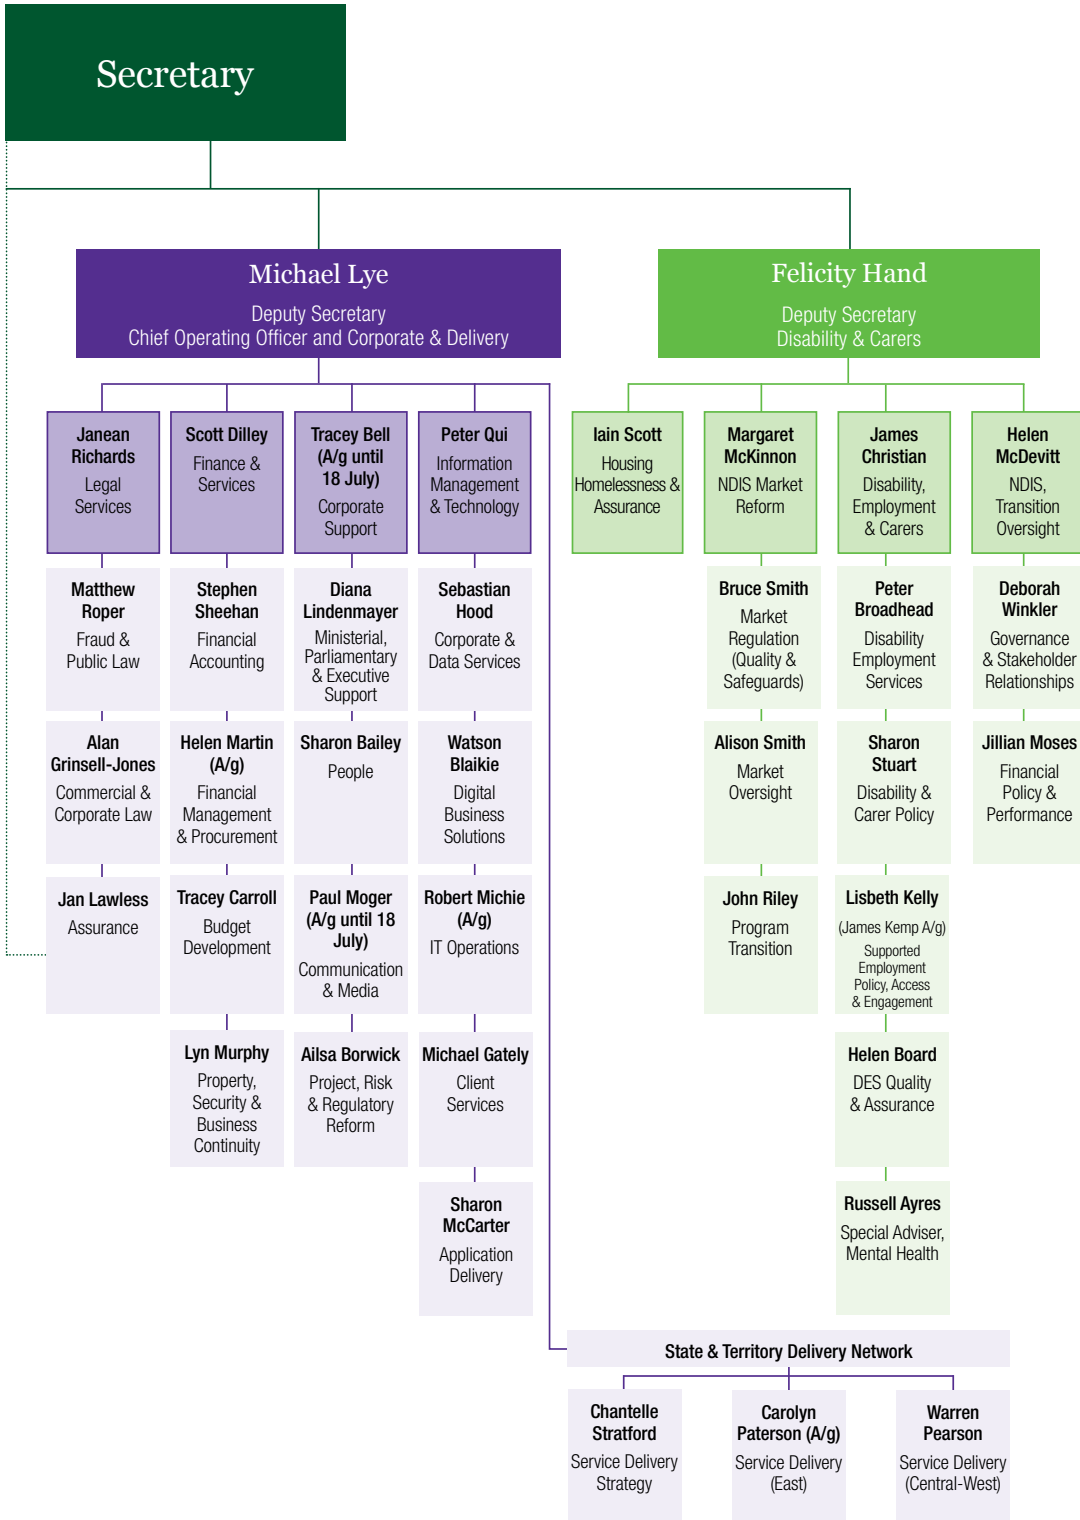 Secretary
Michael Lye
Deputy Secretary
Chief Operating Officer and Corporate & Delivery
Felicity Hand
Deputy Secretary
Disability & Carers
Janean
Richards
Legal
Services
Scott Dilley
Finance &
Services
Tracey Bell
(A/g until
18 July)
Corporate
Support
Peter Qui
Information
Management
& Technology
Iain Scott
Housing
Homelessness &
Assurance
Margaret
McKinnon
NDIS Market
Reform
James
Christian
Disability,
Employment
& Carers
Helen
McDevitt
NDIS,
Transition
Oversight
Matthew
Roper
Fraud &
Public Law
Stephen
Sheehan
Financial
Accounting
Diana
Lindenmayer
Ministerial,
Parliamentary
& Executive
Support
Sebastian
Hood
Corporate &
Data Services
Bruce Smith
Market
Regulation
(Quality &
Safeguards)
Peter
Broadhead
Disability
Employment
Services
Deborah
Winkler
Governance
& Stakeholder
Relationships
Alan
Grinsell-Jones
Commercial &
Corporate Law
Helen Martin
(A/g)
Financial
Management
& Procurement
Sharon Bailey
People
Watson
Blaikie
Digital
Business
Solutions
Alison Smith
Market
Oversight
Sharon
Stuart
Disability &
Carer Policy
Jillian Moses
Financial
Policy &
Performance
Jan Lawless
Assurance
Tracey Carroll
Budget
Development
Paul Moger
(A/g until 18
July)
Communication
& Media
Robert Michie
(A/g)
IT Operations
John Riley
Program
Transition
Lisbeth Kelly
(James Kemp A/g)
Supported
Employment
Policy, Access
& Engagement
Lyn Murphy
Property,
Security &
Business
Continuity
Ailsa Borwick
Project, Risk
& Regulatory
Reform
Michael Gately
Client
Services
Helen Board
DES Quality
& Assurance
Sharon
McCarter
Application
Delivery
Russell Ayres
Special Adviser,
Mental Health
State & Territory Delivery Network
Chantelle
Stratford
Service Delivery
Strategy
Carolyn
Paterson (A/g)
Service Delivery
(East)
Warren
Pearson
Service Delivery
(Central-West)